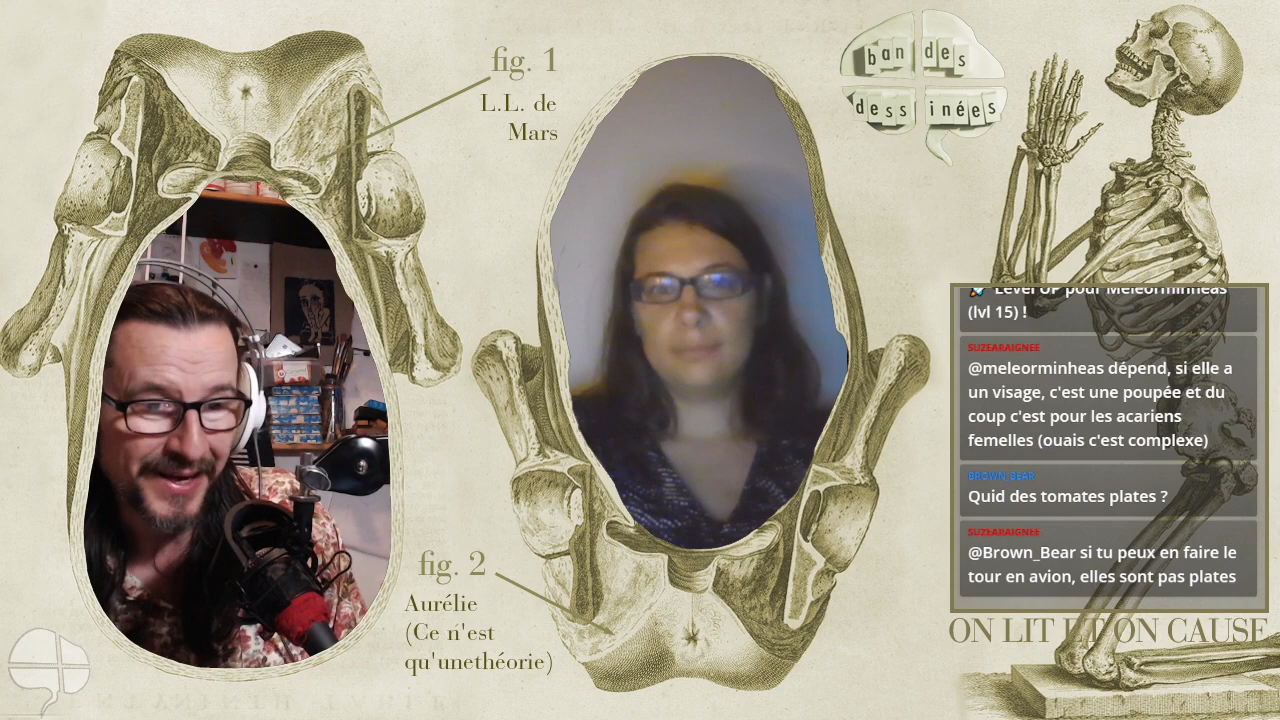 fig. 1
L.L. de
Mars
fig. 2
Aurélie
(Ce n'est
qu'unethéorie)
bandes
dessinées
Level UP pour Meleorminheas
(lvl 15) !
SUZEARAIGNEE
@meleorminheas dépend, si elle a
un visage, c'est une poupée et du
coup c'est pour les acariens
femelles (ouais c'est complexe)
BROWN_BEAR
Quid des tomates plates ?
SUZEARAIGNEE
@Brown_Bear si tu peux en faire le
tour en avion, elles sont pas plates
ON LIT ET ON CAUSE